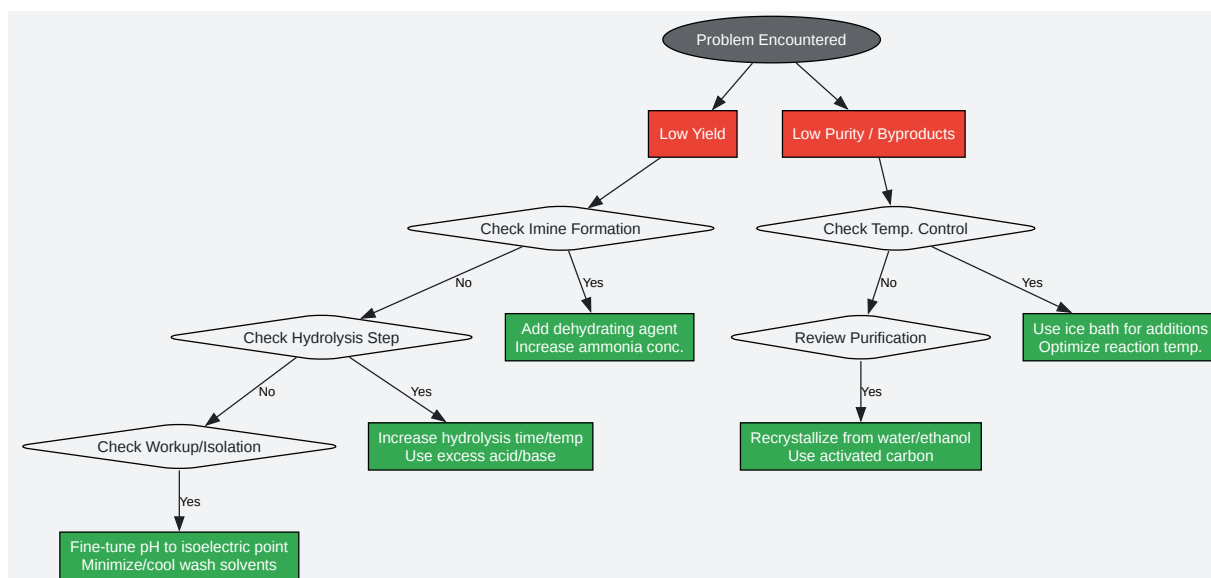 Problem Encountered
Low Yield
Low Purity / Byproducts
Check Imine Formation
Check Temp. Control
No
Yes
No
Yes
Check Hydrolysis Step
Add dehydrating agent
Increase ammonia conc.
Review Purification
Use ice bath for additions
Optimize reaction temp.
No
Yes
Yes
Check Workup/Isolation
Increase hydrolysis time/temp
Use excess acid/base
Recrystallize from water/ethanol
Use activated carbon
Yes
Fine-tune pH to isoelectric point
Minimize/cool wash solvents